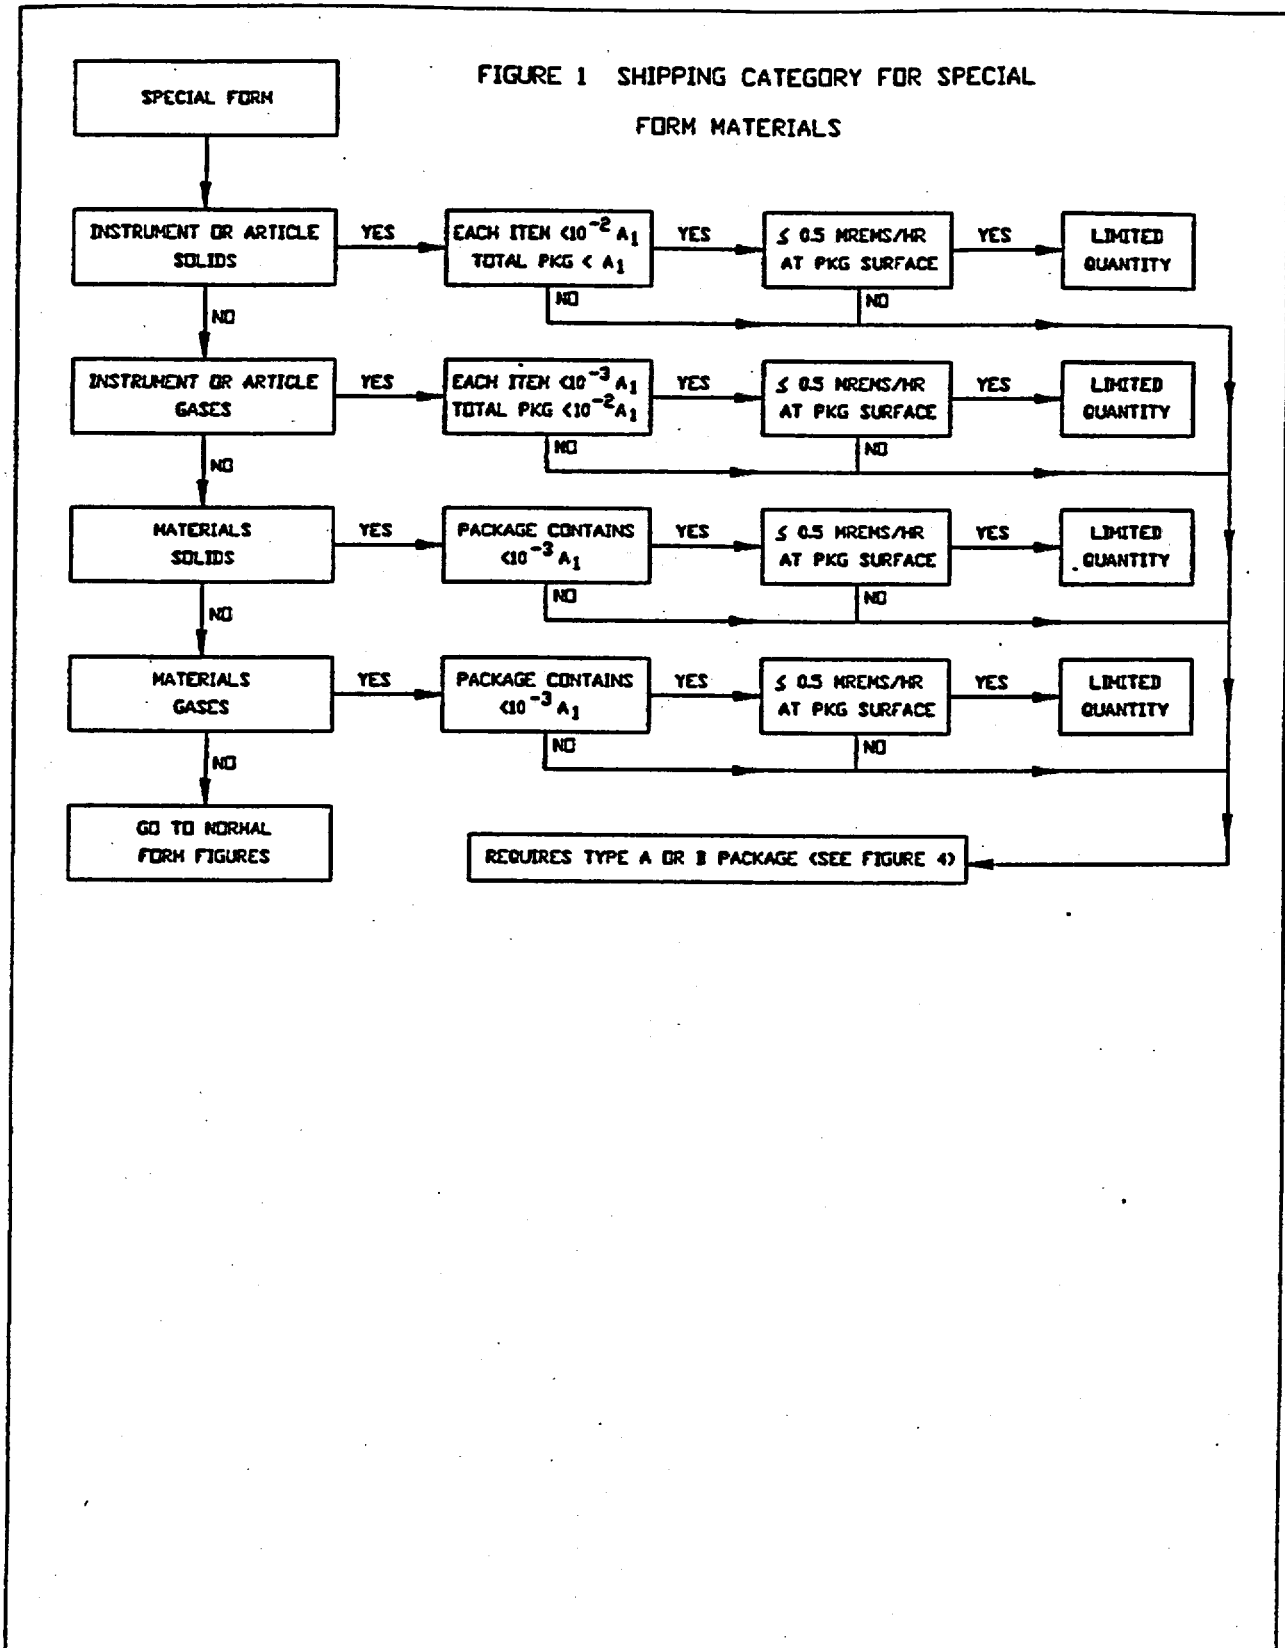 FIGURE 1 SHIPPING CATEGORY FOR SPECIAL
FORM MATERIALS
SPECIAL FORM
INSTRUMENT OR ARTICLE
SOLIDS
YES
EACH ITEM <10⁻² A₁
TOTAL PKG < A₁
YES
≤ 0.5 MREMS/HR
AT PKG SURFACE
YES
LIMITED
QUANTITY
NO
NO
NO
INSTRUMENT OR ARTICLE
GASES
YES
EACH ITEM <10⁻³ A₁
TOTAL PKG <10⁻² A₁
YES
≤ 0.5 MREMS/HR
AT PKG SURFACE
YES
LIMITED
QUANTITY
NO
NO
NO
MATERIALS
SOLIDS
YES
PACKAGE CONTAINS
<10⁻³ A₁
YES
≤ 0.5 MREMS/HR
AT PKG SURFACE
YES
LIMITED
QUANTITY
NO
NO
NO
MATERIALS
GASES
YES
PACKAGE CONTAINS
<10⁻³ A₁
YES
≤ 0.5 MREMS/HR
AT PKG SURFACE
YES
LIMITED
QUANTITY
NO
NO
NO
GO TO NORMAL
FORM FIGURES
REQUIRES TYPE A OR B PACKAGE (SEE FIGURE 4)